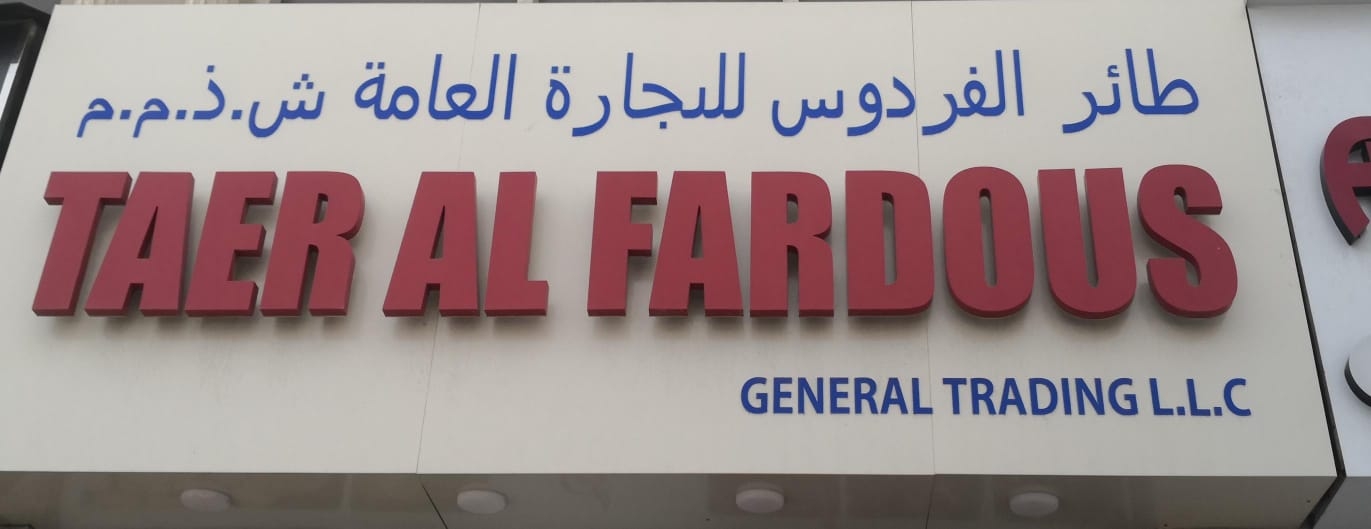 طائر الفردوس للتجارة العامة ش.ذ.م.م
TAER AL FARDOUS
GENERAL TRADING L.L.C